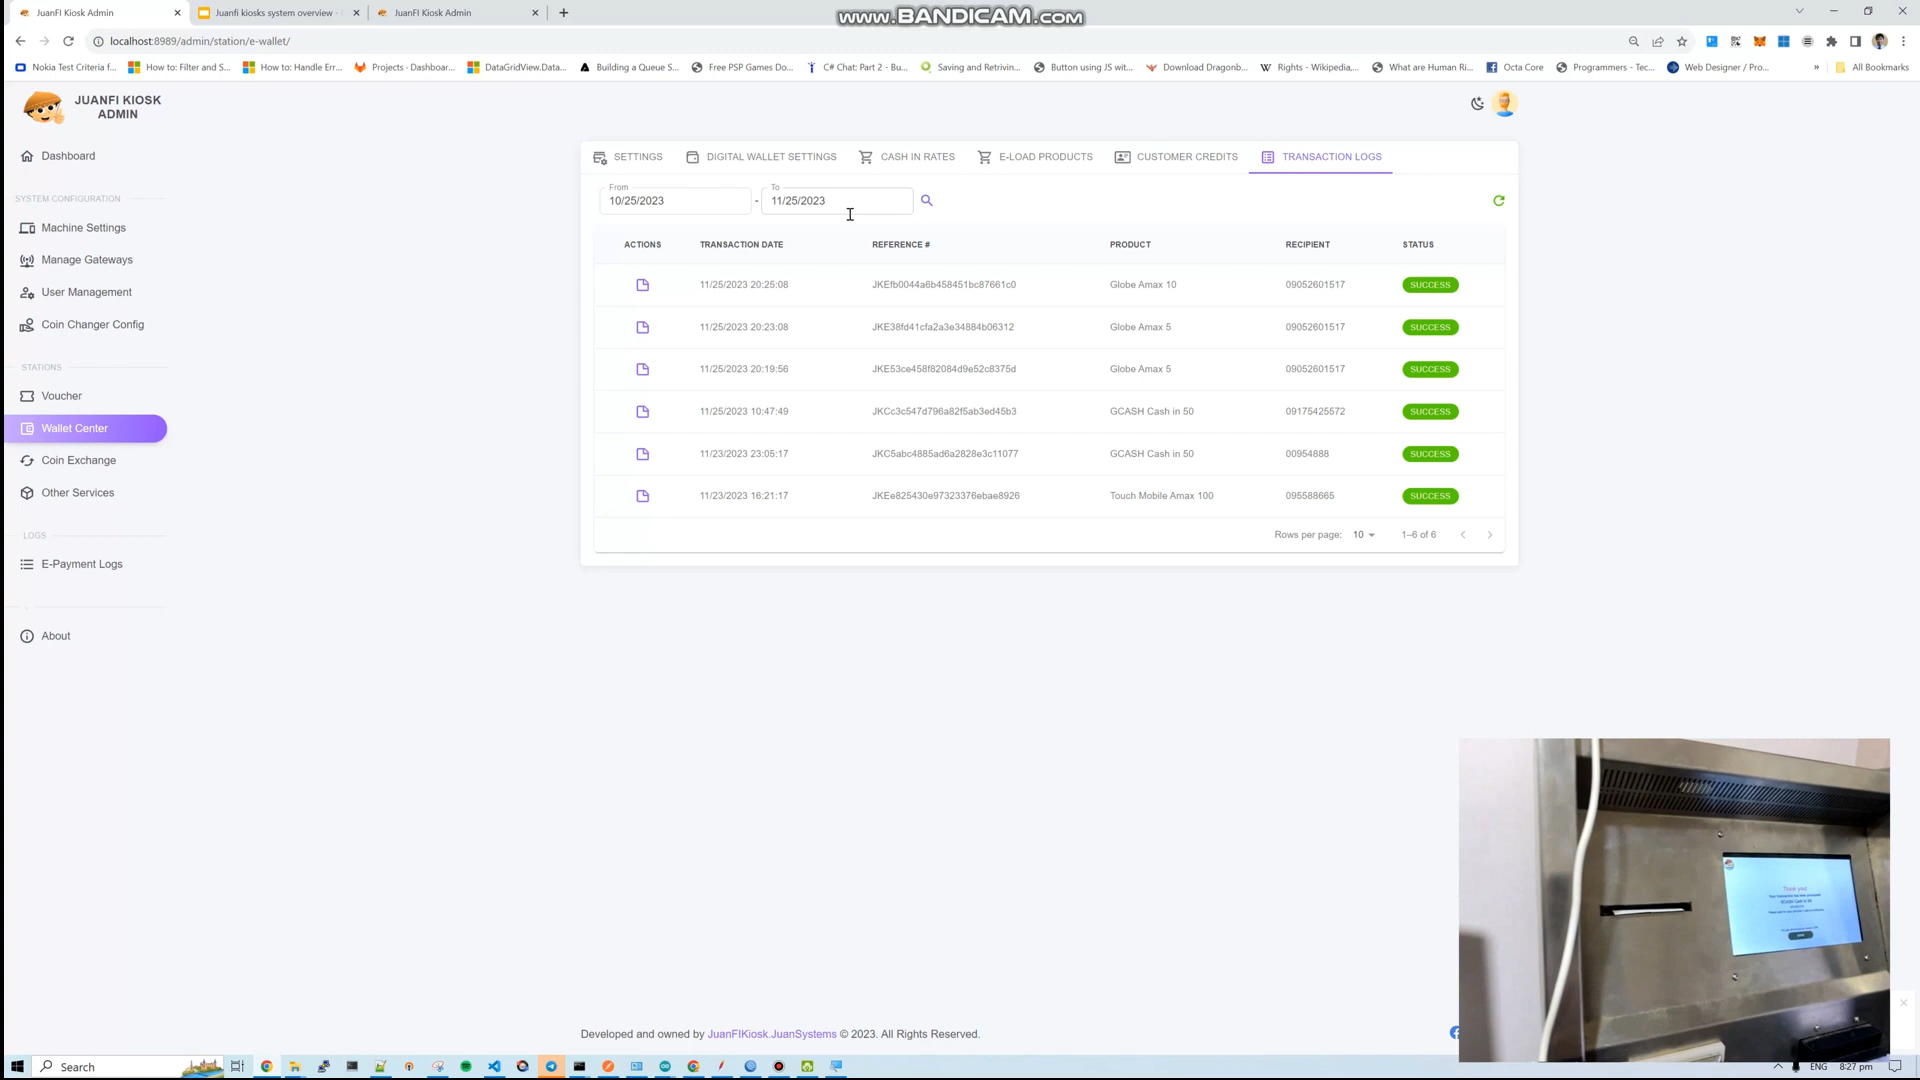 JuanFI Kiosk Admin
Juanfi kiosks system overview -
JuanFI Kiosk Admin
www.BANDICAM.com
localhost:8989/admin/station/e-wallet/
Nokia Test Criteria f...
How to: Filter and S...
How to: Handle Err...
Projects · Dashboar...
DataGridView.Data...
Building a Queue S...
Free PSP Games Do...
C# Chat: Part 2 - Bu...
Saving and Retrivin...
Button using JS wit...
Download Dragonb...
Rights - Wikipedia,...
What are Human Ri...
Octa Core
Programmers - Tec...
Web Designer / Pro...
»
All Bookmarks
JUANFI KIOSK
ADMIN
Dashboard
SYSTEM CONFIGURATION
Machine Settings
Manage Gateways
User Management
Coin Changer Config
STATIONS
Voucher
Wallet Center
Coin Exchange
Other Services
LOGS
E-Payment Logs
About
SETTINGS
DIGITAL WALLET SETTINGS
CASH IN RATES
E-LOAD PRODUCTS
CUSTOMER CREDITS
TRANSACTION LOGS
From
10/25/2023
-
To
11/25/2023
ACTIONS TRANSACTION DATE REFERENCE # PRODUCT RECIPIENT STATUS
11/25/2023 20:25:08 JKEfb0044a6b458451bc87661c0 Globe Amax 10 09052601517 SUCCESS
11/25/2023 20:23:08 JKE38fd41cfa2a3e34884b06312 Globe Amax 5 09052601517 SUCCESS
11/25/2023 20:19:56 JKE53ce458f82084d9e52c8375d Globe Amax 5 09052601517 SUCCESS
11/25/2023 10:47:49 JKCc3c547d796a82f5ab3ed45b3 GCASH Cash in 50 09175425572 SUCCESS
11/23/2023 23:05:17 JKC5abc4885ad6a2828e3c11077 GCASH Cash in 50 00954888 SUCCESS
11/23/2023 16:21:17 JKEe825430e97323376ebae8926 Touch Mobile Amax 100 095588665 SUCCESS
Rows per page: 10 1–6 of 6
Thank you!
Developed and owned by JuanFIKiosk.JuanSystems © 2023. All Rights Reserved.
Search
ENG 8:27 pm